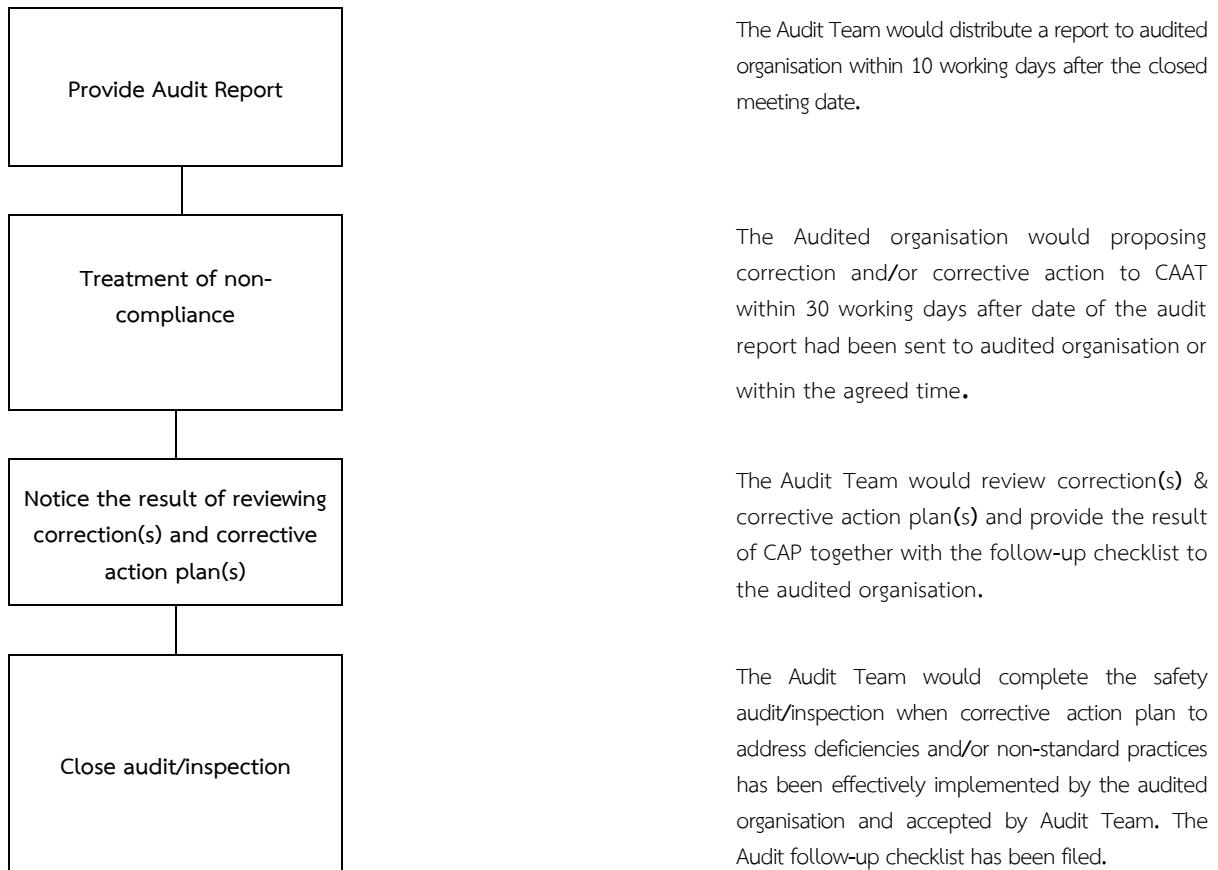 Provide Audit Report
The Audit Team would distribute a report to audited
organisation within 10 working days after the closed
meeting date.
Treatment of non-
compliance
The Audited organisation would proposing
correction and/or corrective action to CAAT
within 30 working days after date of the audit
report had been sent to audited organisation or
within the agreed time.
Notice the result of reviewing
correction(s) and corrective
action plan(s)
The Audit Team would review correction(s) &
corrective action plan(s) and provide the result
of CAP together with the follow-up checklist to
the audited organisation.
Close audit/inspection
The Audit Team would complete the safety
audit/inspection when corrective action plan to
address deficiencies and/or non-standard practices
has been effectively implemented by the audited
organisation and accepted by Audit Team. The
Audit follow-up checklist has been filed.